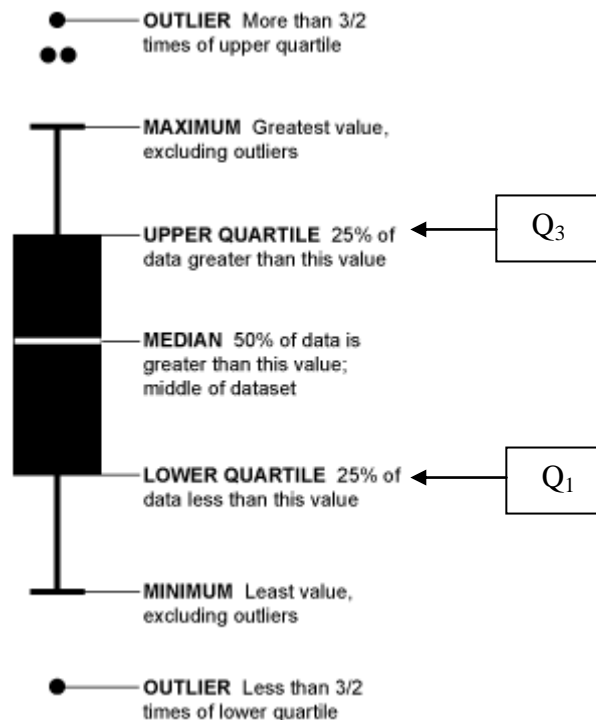 OUTLIER More than 3/2
times of upper quartile
MAXIMUM Greatest value,
excluding outliers
UPPER QUARTILE 25% of
data greater than this value
Q3
MEDIAN 50% of data is
greater than this value;
middle of dataset
LOWER QUARTILE 25% of
data less than this value
Q1
MINIMUM Least value,
excluding outliers
OUTLIER Less than 3/2
times of lower quartile